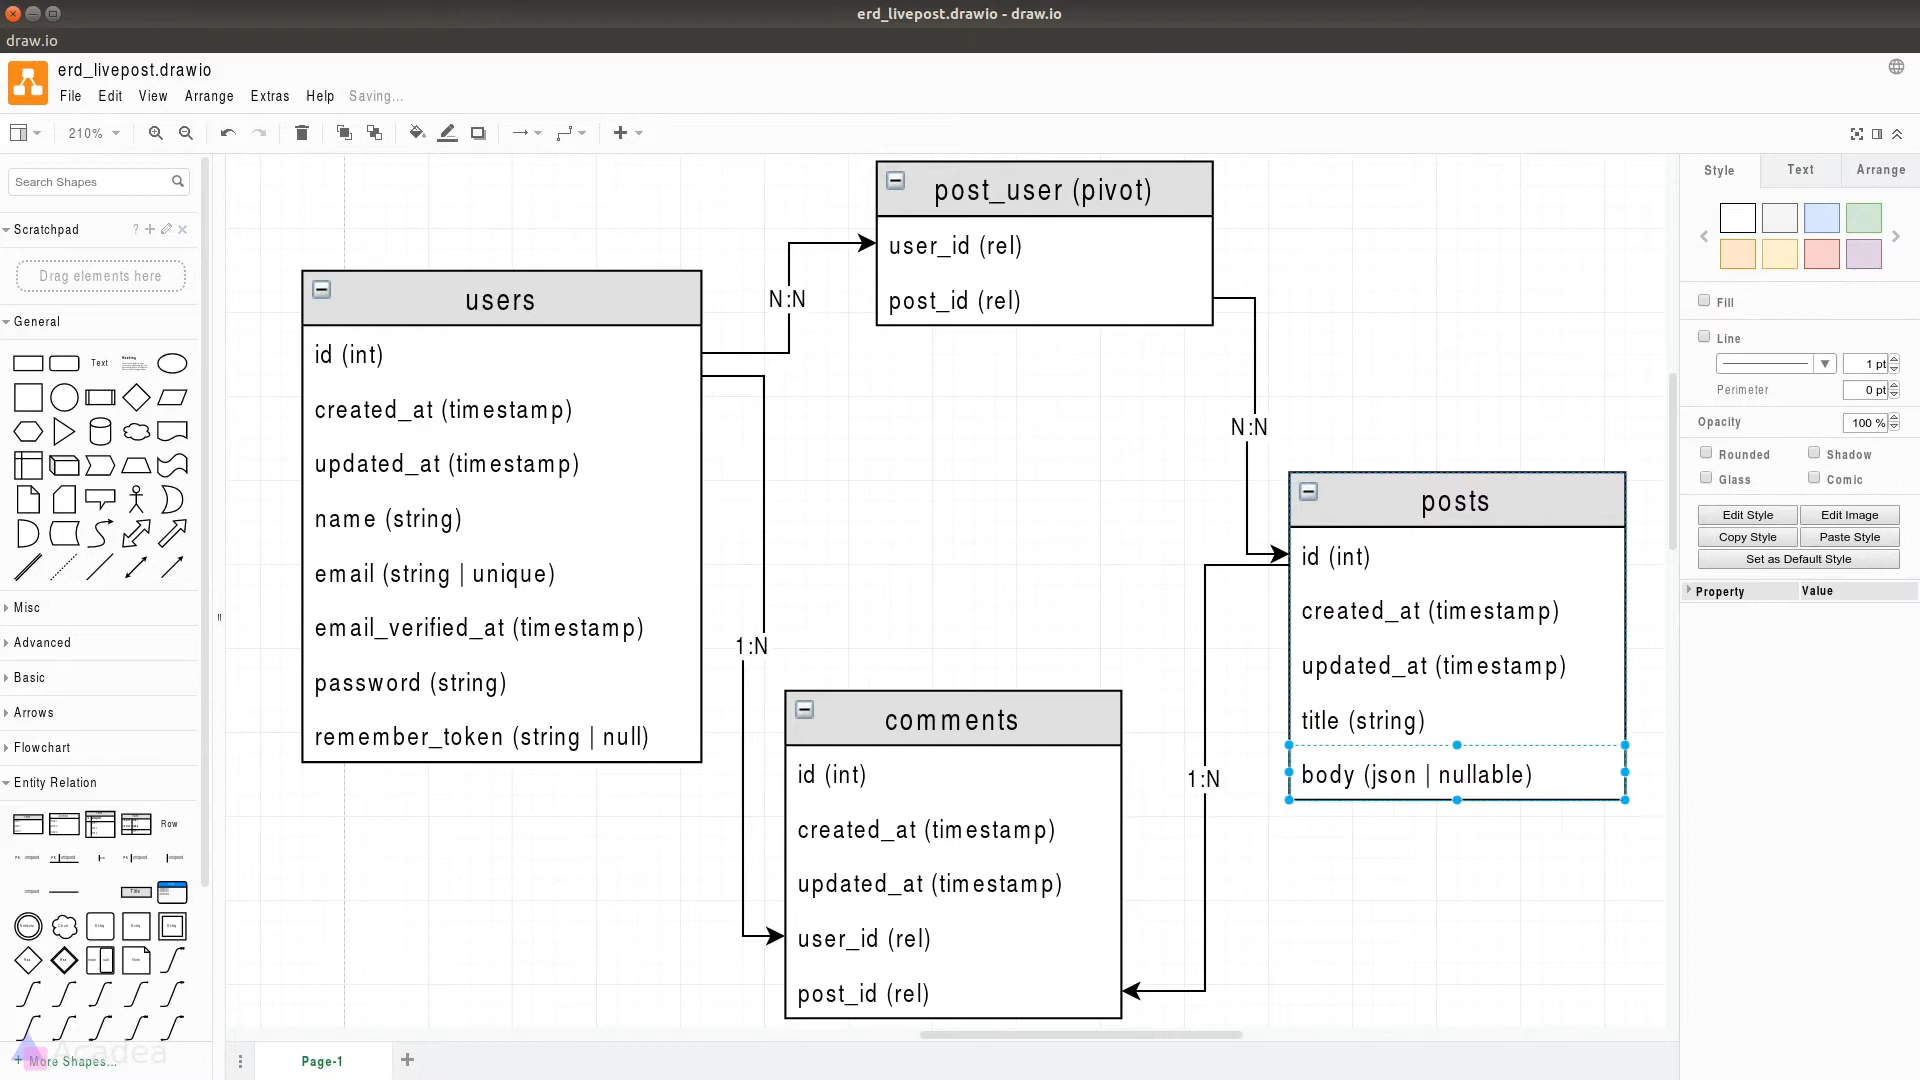 erd_livepost.drawio - draw.io
draw.io
erd_livepost.drawio
File Edit View Arrange Extras Help Saving...
210%
Search Shapes
Scratchpad
?
Drag elements here
General
Text
Heading
Misc
Advanced
Basic
Arrows
Flowchart
Entity Relation
Row
Title
More Shapes...
Acadea
post_user (pivot)
user_id (rel)
post_id (rel)
users
id (int)
created_at (timestamp)
updated_at (timestamp)
name (string)
email (string | unique)
email_verified_at (timestamp)
password (string)
remember_token (string | null)
N:N
N:N
1:N
1:N
posts
id (int)
created_at (timestamp)
updated_at (timestamp)
title (string)
body (json | nullable)
comments
id (int)
created_at (timestamp)
updated_at (timestamp)
user_id (rel)
post_id (rel)
Page-1
Style Text Arrange
Fill
Line
1 pt
Perimeter 0 pt
Opacity 100 %
Rounded Shadow
Glass Comic
Edit Style Edit Image
Copy Style Paste Style
Set as Default Style
Property Value